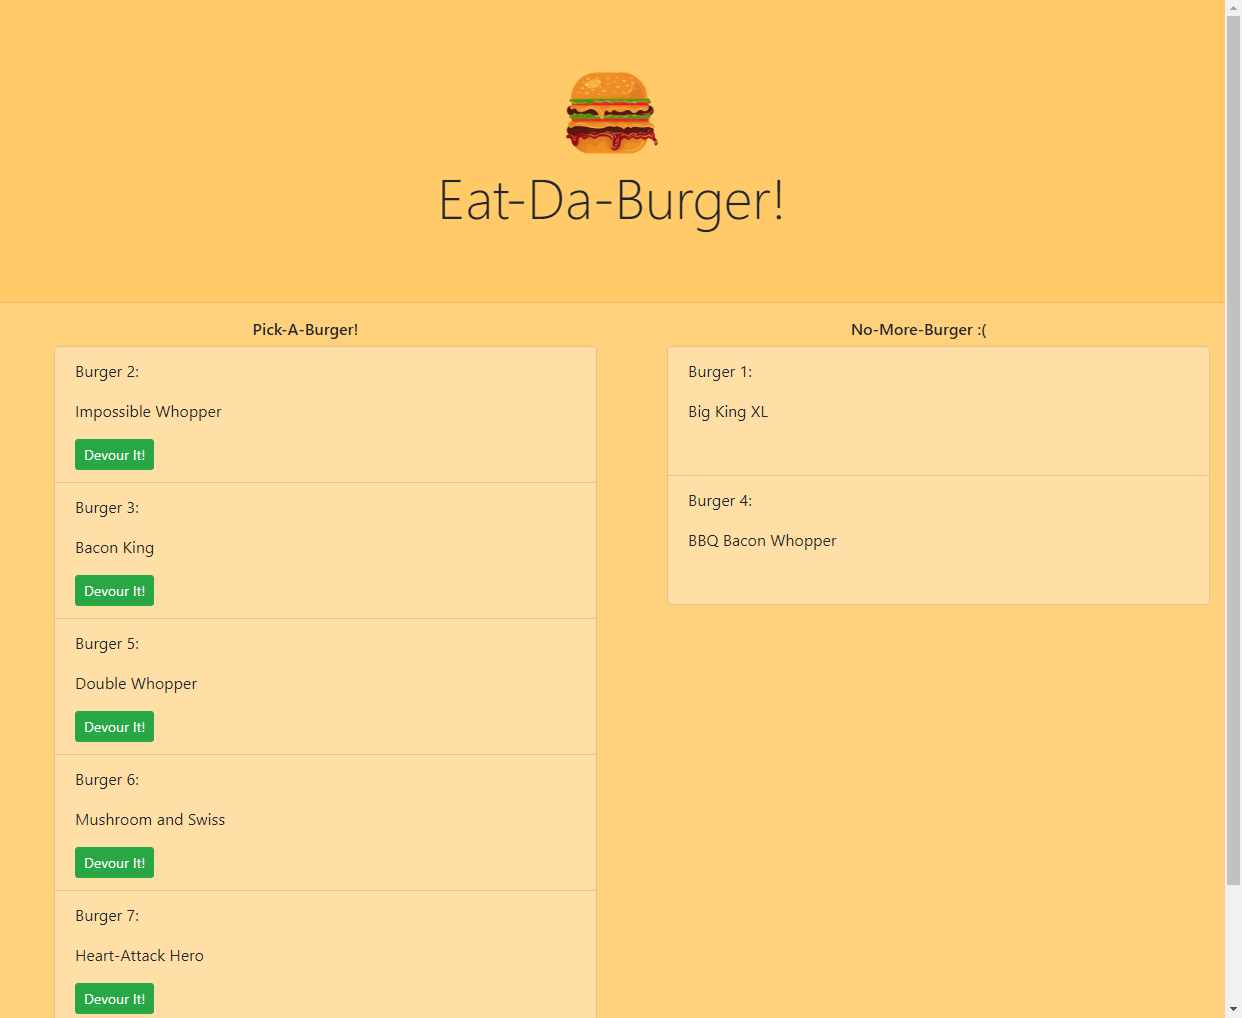 Eat-Da-Burger!
Pick-A-Burger!
Burger 2:
Impossible Whopper
Devour It!
Burger 3:
Bacon King
Devour It!
Burger 5:
Double Whopper
Devour It!
Burger 6:
Mushroom and Swiss
Devour It!
Burger 7:
Heart-Attack Hero
Devour It!
No-More-Burger :(
Burger 1:
Big King XL
Burger 4:
BBQ Bacon Whopper